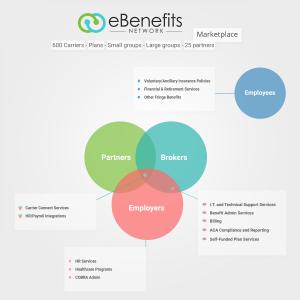 eBenefits
NETWORK
Marketplace
600 Carriers - Plans - Small groups - Large groups - 25 partners
Voluntary/Ancillary Insurance Policies
Financial & Retirement Services
Other Fringe Benefits
Employees
Partners
Brokers
Employers
Carrier Connect Services
HR/Payroll Integrations
I.T. and Technical Support Services
Benefit Admin Services
Billing
ACA Compliance and Reporting
Self-Funded Plan Services
HR Services
Healthcare Programs
COBRA Admin